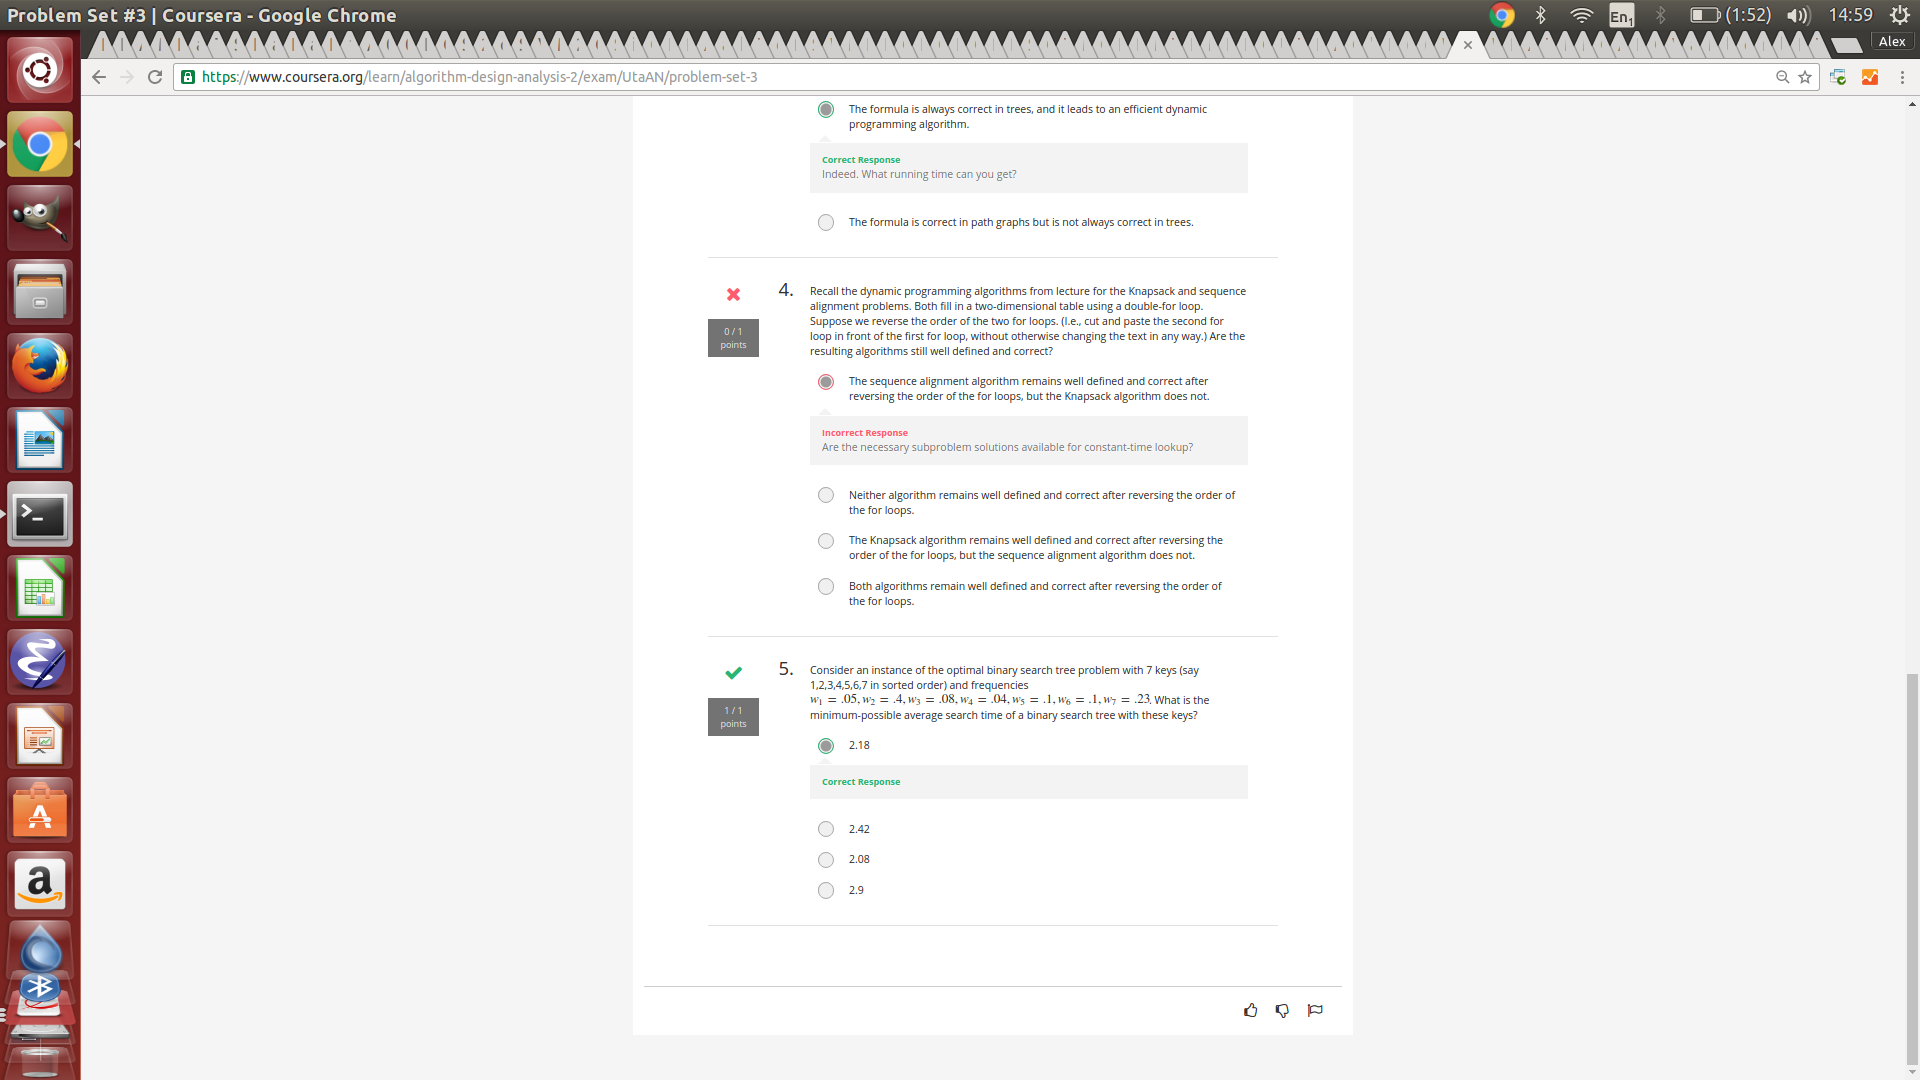 Problem Set #3 | Coursera - Google Chrome
En1
(1:52)
14:59
Alex
https://www.coursera.org/learn/algorithm-design-analysis-2/exam/UtaAN/problem-set-3
The formula is always correct in trees, and it leads to an efficient dynamic
programming algorithm.
Correct Response
Indeed. What running time can you get?
The formula is correct in path graphs but is not always correct in trees.
0 / 1
points
4.
Recall the dynamic programming algorithms from lecture for the Knapsack and sequence
alignment problems. Both fill in a two-dimensional table using a double-for loop.
Suppose we reverse the order of the two for loops. (I.e., cut and paste the second for
loop in front of the first for loop, without otherwise changing the text in any way.) Are the
resulting algorithms still well defined and correct?
The sequence alignment algorithm remains well defined and correct after
reversing the order of the for loops, but the Knapsack algorithm does not.
Incorrect Response
Are the necessary subproblem solutions available for constant-time lookup?
Neither algorithm remains well defined and correct after reversing the order of
the for loops.
The Knapsack algorithm remains well defined and correct after reversing the
order of the for loops, but the sequence alignment algorithm does not.
Both algorithms remain well defined and correct after reversing the order of
the for loops.
1 / 1
points
5.
Consider an instance of the optimal binary search tree problem with 7 keys (say
1,2,3,4,5,6,7 in sorted order) and frequencies
w₁ = .05, w₂ = .4, w₃ = .08, w₄ = .04, w₅ = .1, w₆ = .1, w₇ = .23. What is the
minimum-possible average search time of a binary search tree with these keys?
2.18
Correct Response
2.42
2.08
2.9